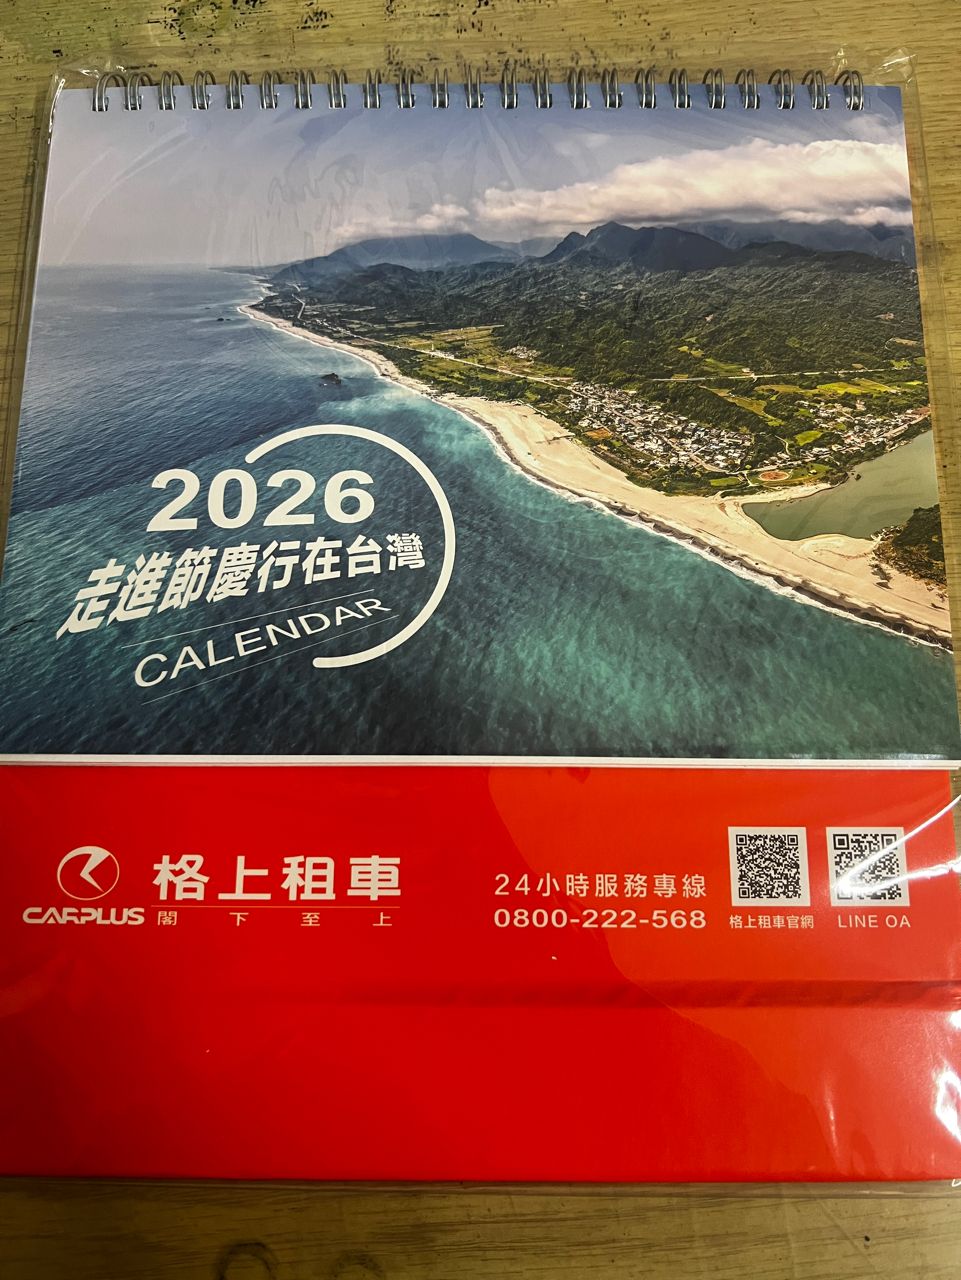 2026
走進節慶行在台灣
CALENDAR
CARPLUS
格上租車
閣下至上
24小時服務專線
0800-222-568
格上租車官網
LINE OA